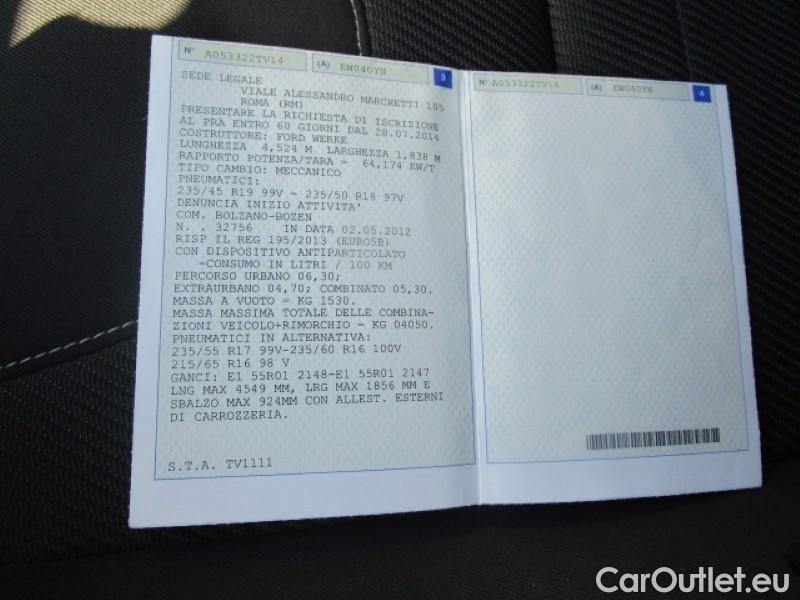 N° A053322TV14 (A) EW040YN 3
SEDE LEGALE
VIALE ALESSANDRO MARCHETTI 105
ROMA (RM)
PRESENTARE LA RICHIESTA DI ISCRIZIONE
AL PRA ENTRO 60 GIORNI DAL 28.07.2014
COSTRUTTORE: FORD WERKE
LUNGHEZZA 4,524 M LARGHEZZA 1,838 M
RAPPORTO POTENZA/TARA = 64,174 KW/T
TIPO CAMBIO: MECCANICO
PNEUMATICI:
235/45 R19 99V - 235/50 R18 97V
DENUNCIA INIZIO ATTIVITA'
COM. BOLZANO-BOZEN
N. . 32756 IN DATA 02.05.2012
RISP IL REG 195/2013 (EURO5B)
CON DISPOSITIVO ANTIPARTICOLATO
=CONSUMO IN LITRI / 100 KM
PERCORSO URBANO 06,30;
EXTRAURBANO 04,70; COMBINATO 05,30.
MASSA A VUOTO = KG 1530.
MASSA MASSIMA TOTALE DELLE COMBINA-
ZIONI VEICOLO+RIMORCHIO = KG 04050.
PNEUMATICI IN ALTERNATIVA:
235/55 R17 99V-235/60 R16 100V
215/65 R16 98 V
GANCI: E1 55R01 2148-E1 55R01 2147
LNG MAX 4549 MM, LRG MAX 1856 MM E
SBALZO MAX 924MM CON ALLEST. ESTERNI
DI CARROZZERIA.
S.T.A. TV1111
N° A053322TV14 (A) EW040YN 4
CarOutlet.eu